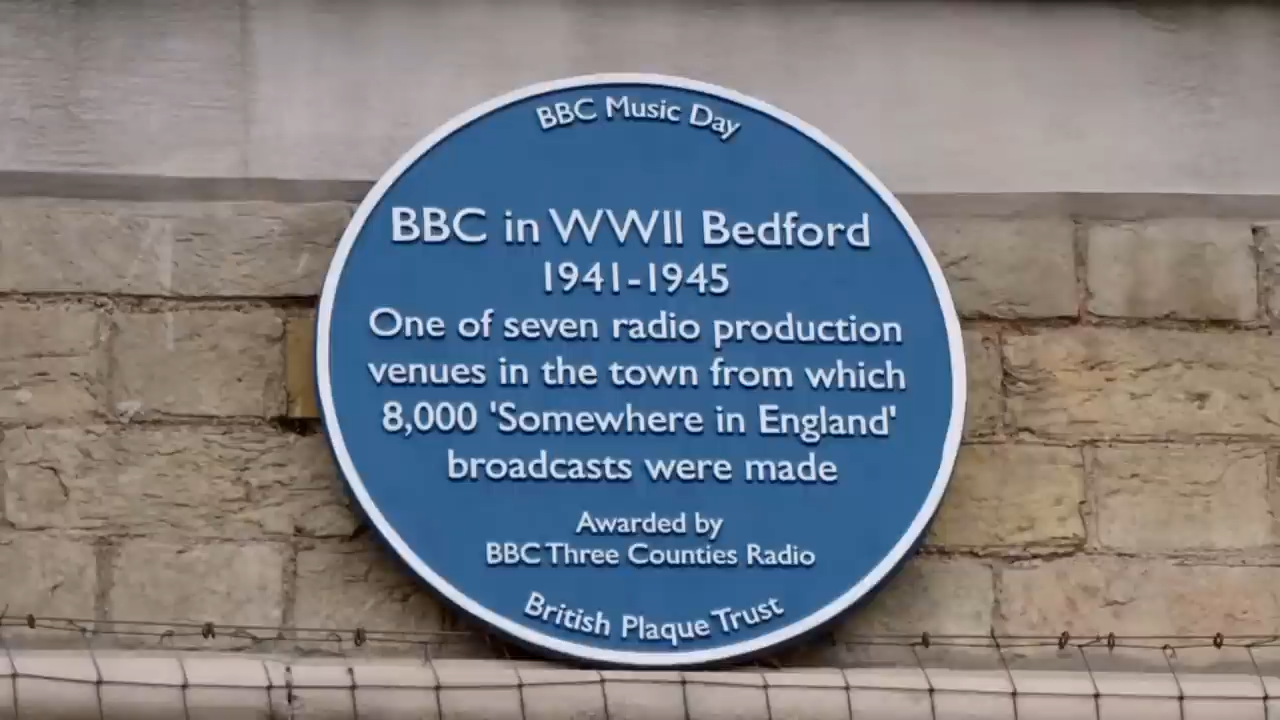 BBC Music Day
BBC in WWII Bedford
1941-1945
One of seven radio production
venues in the town from which
8,000 'Somewhere in England'
broadcasts were made
Awarded by
BBC Three Counties Radio
British Plaque Trust